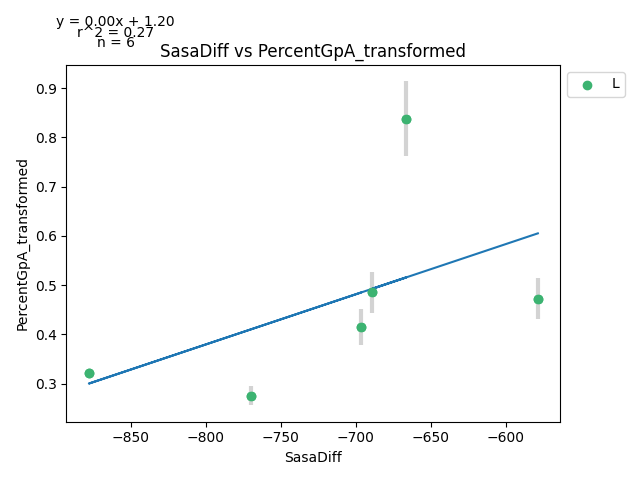 y = 0.00x + 1.20
r^2 = 0.27
n = 6
SasaDiff vs PercentGpA_transformed
L
PercentGpA_transformed
0.9
0.8
0.7
0.6
0.5
0.4
0.3
−850
−800
−750
−700
−650
−600
SasaDiff